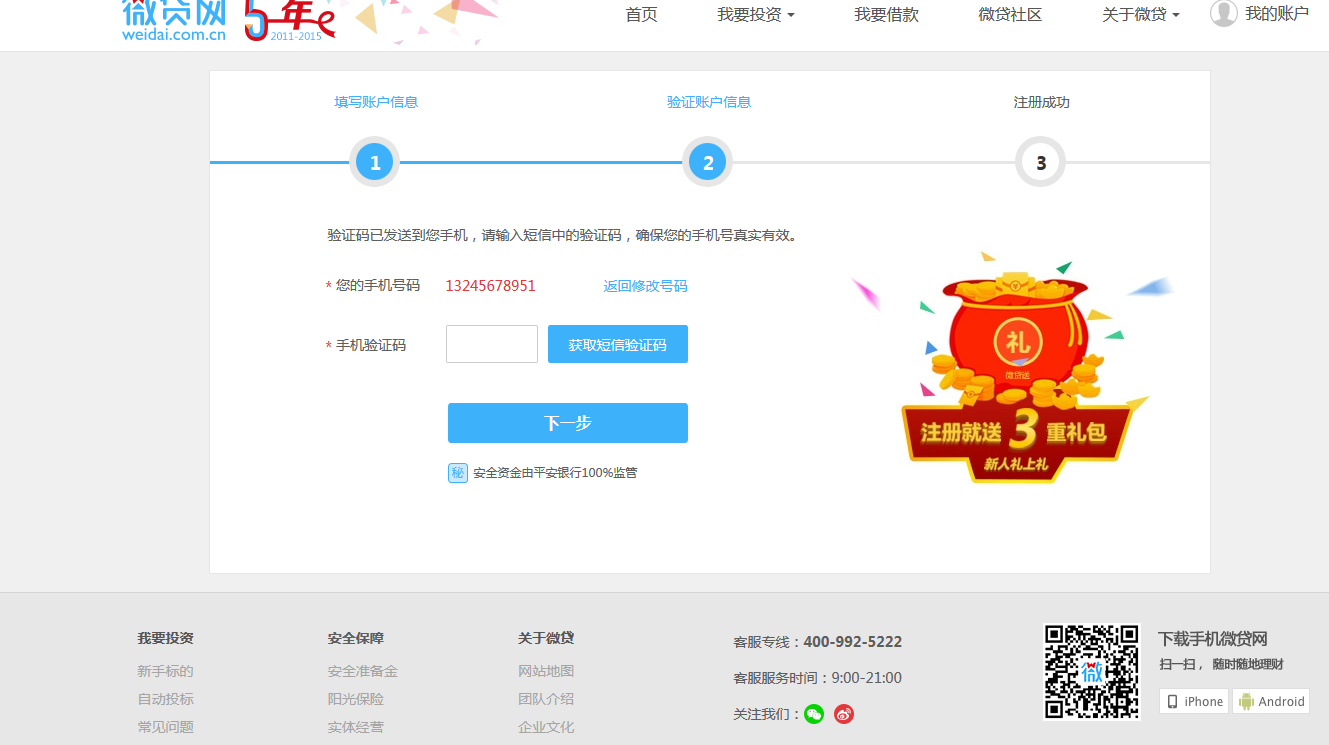 微贷网
weidai.com.cn
5年
2011-2015
首页
我要投资
我要借款
微贷社区
关于微贷
我的账户
填写账户信息
验证账户信息
注册成功
1
2
3
验证码已发送到您手机，请输入短信中的验证码，确保您的手机号真实有效。
* 您的手机号码 13245678951 返回修改号码
* 手机验证码 获取短信验证码
下一步
秘 安全资金由平安银行100%监管
礼
微贷送
注册就送3重礼包
新人礼上礼
我要投资
新手标的
自动投标
常见问题
安全保障
安全准备金
阳光保险
实体经营
关于微贷
网站地图
团队介绍
企业文化
客服专线：400-992-5222
客服服务时间：9:00-21:00
关注我们：
微
下载手机微贷网
扫一扫， 随时随地理财
iPhone
Android